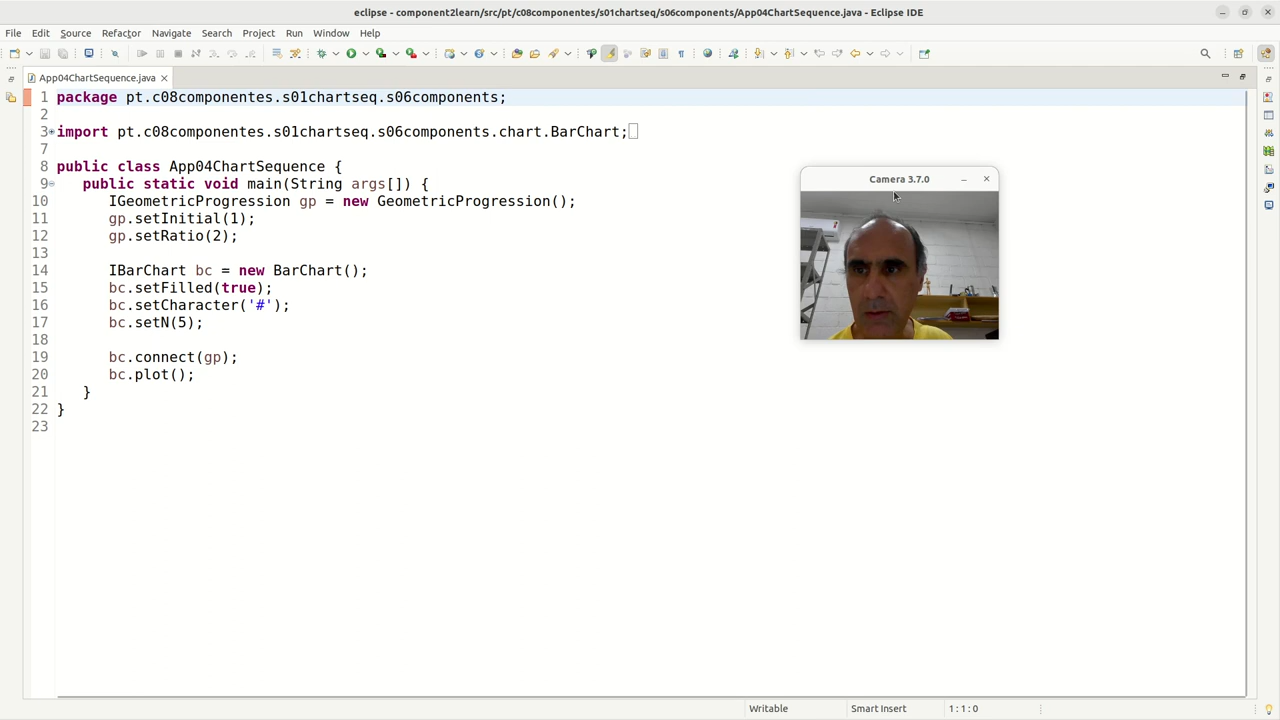 eclipse - component2learn/src/pt/c08componentes/s01chartseq/s06components/App04ChartSequence.java - Eclipse IDE
File Edit Source Refactor Navigate Search Project Run Window Help
App04ChartSequence.java
1 package pt.c08componentes.s01chartseq.s06components;
2
3 import pt.c08componentes.s01chartseq.s06components.chart.BarChart;
7
8 public class App04ChartSequence {
9 public static void main(String args[]) {
10 IGeometricProgression gp = new GeometricProgression();
11 gp.setInitial(1);
12 gp.setRatio(2);
13
14 IBarChart bc = new BarChart();
15 bc.setFilled(true);
16 bc.setCharacter('#');
17 bc.setN(5);
18
19 bc.connect(gp);
20 bc.plot();
21 }
22 }
23
Camera 3.7.0
Writable Smart Insert 1:1:0